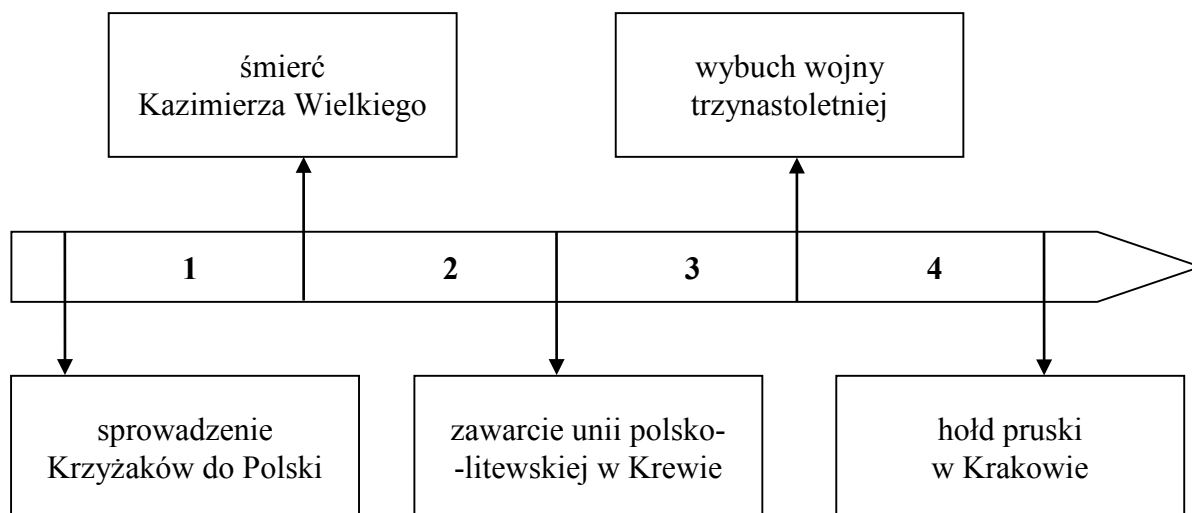 śmierć
Kazimierza Wielkiego
wybuch wojny
trzynastoletniej
1
2
3
4
sprowadzenie
Krzyżaków do Polski
zawarcie unii polsko-
-litewskiej w Krewie
hołd pruski
w Krakowie